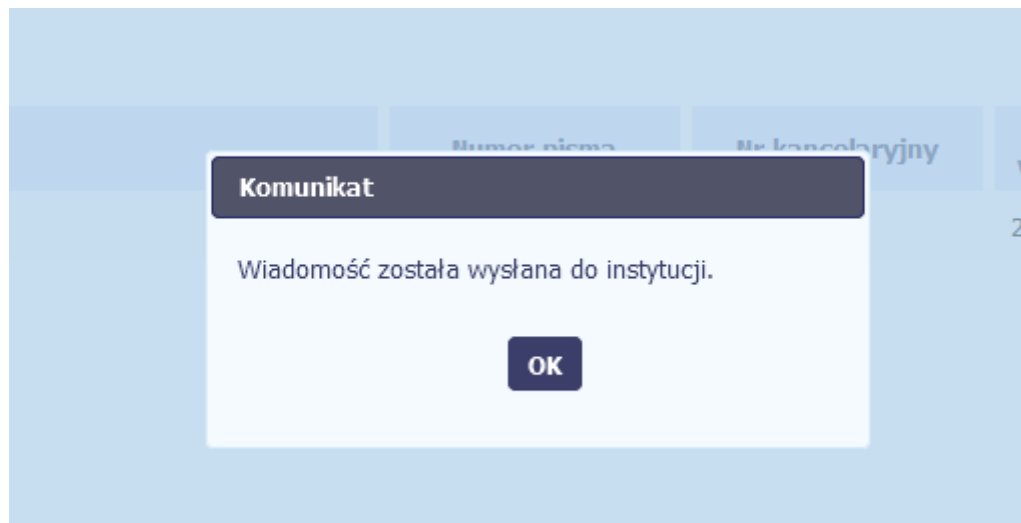 Numer pisma
Nr kancelaryjny
Komunikat
Wiadomość została wysłana do instytucji.
OK